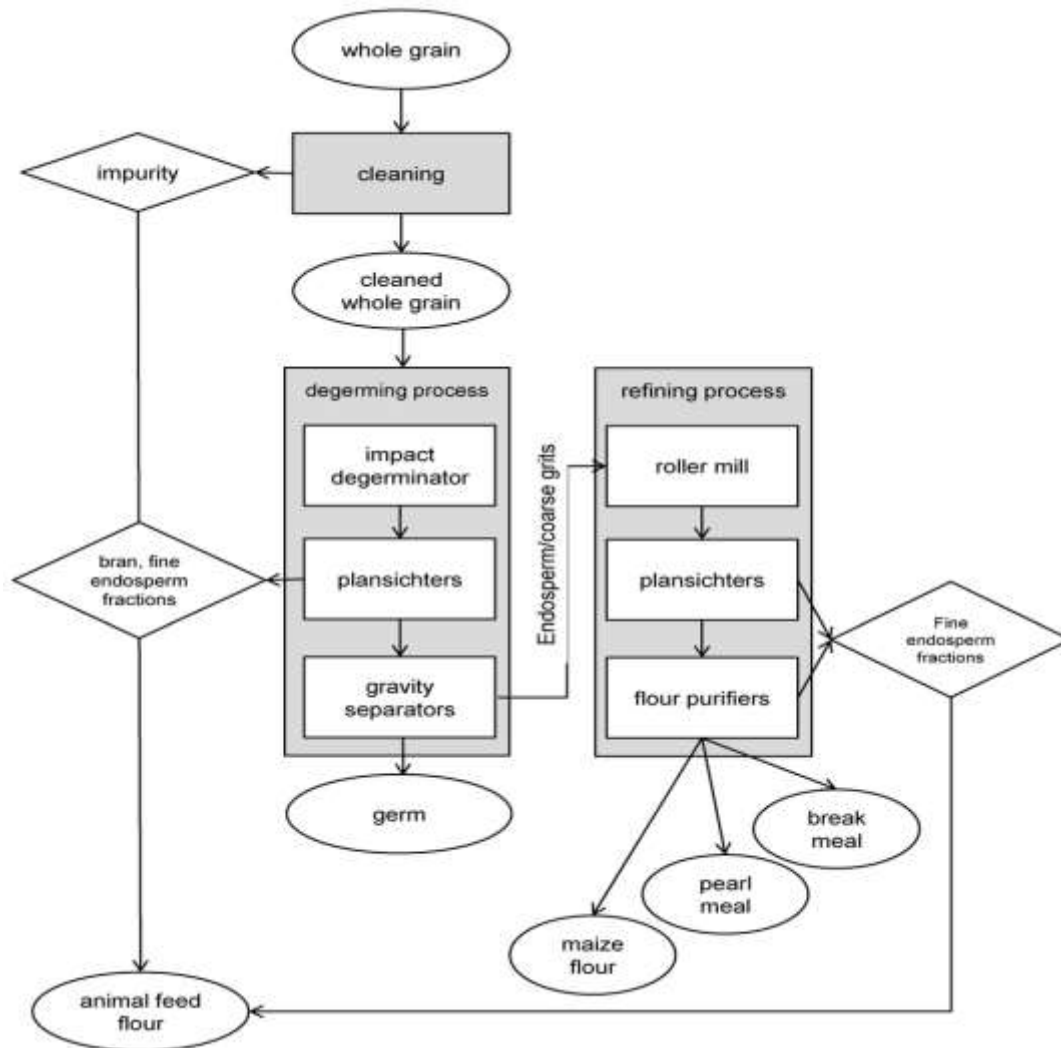 whole grain
impurity
cleaning
cleaned
whole grain
degerming process
impact
degerminator
plansichters
gravity
separators
germ
bran, fine
endosperm
fractions
Endosperm/coarse grits
refining process
roller mill
plansichters
flour purifiers
Fine
endosperm
fractions
break
meal
pearl
meal
maize
flour
animal feed
flour